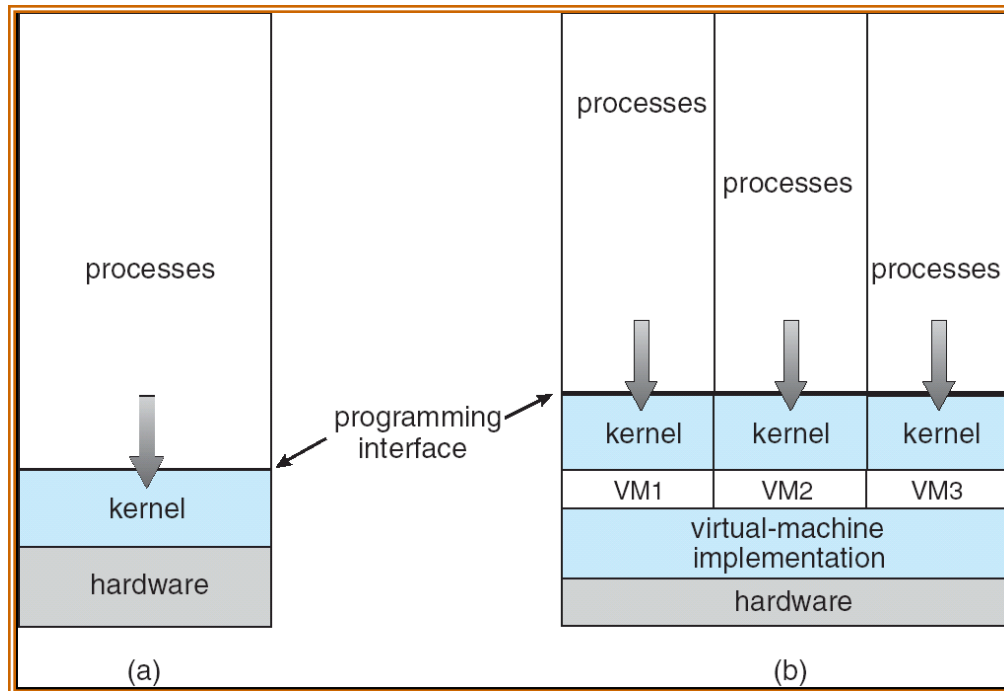 processes
kernel
hardware
(a)
programming
interface
processes
processes
processes
kernel
kernel
kernel
VM1
VM2
VM3
virtual-machine
implementation
hardware
(b)